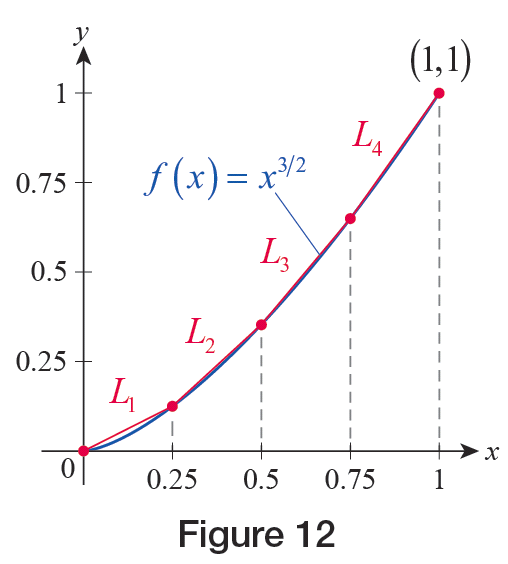 y
(1,1)
1
L₄
f(x) = x^{3/2}
0.75
L₃
0.5
L₂
0.25
L₁
x
0
0.25
0.5
0.75
1
Figure 12